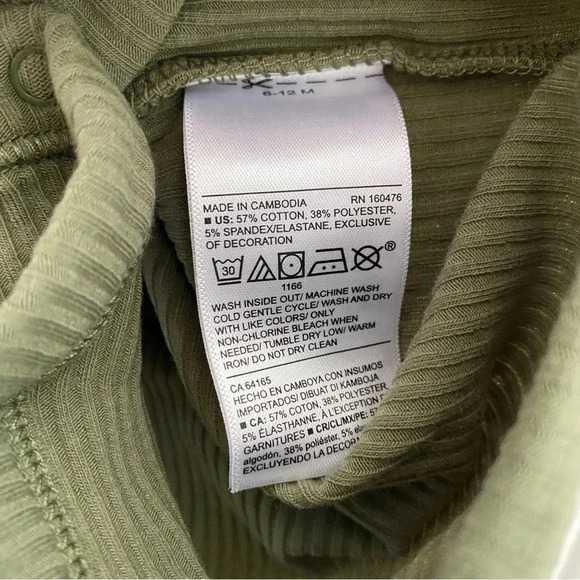 6-12 M
MADE IN CAMBODIA RN 160476
■ US: 57% COTTON, 38% POLYESTER,
5% SPANDEX/ELASTANE, EXCLUSIVE
OF DECORATION
30 ®
1166
WASH INSIDE OUT/ MACHINE WASH
COLD GENTLE CYCLE/ WASH AND DRY
WITH LIKE COLORS/ ONLY
NON-CHLORINE BLEACH WHEN
NEEDED/ TUMBLE DRY LOW/ WARM
IRON/ DO NOT DRY CLEAN
CA 64165
HECHO EN CAMBOYA CON INSUMOS
IMPORTADOS/ DIBUAT DI KAMBOJA
■ CA: 57% COTTON, 38% POLYESTER,
5% ÉLASTHANNE, À L'EXCEPTION
GARNITURES ■ CR/CL/MX/PE:
algodón, 38% poliéster, 5%
EXCLUYENDO LA